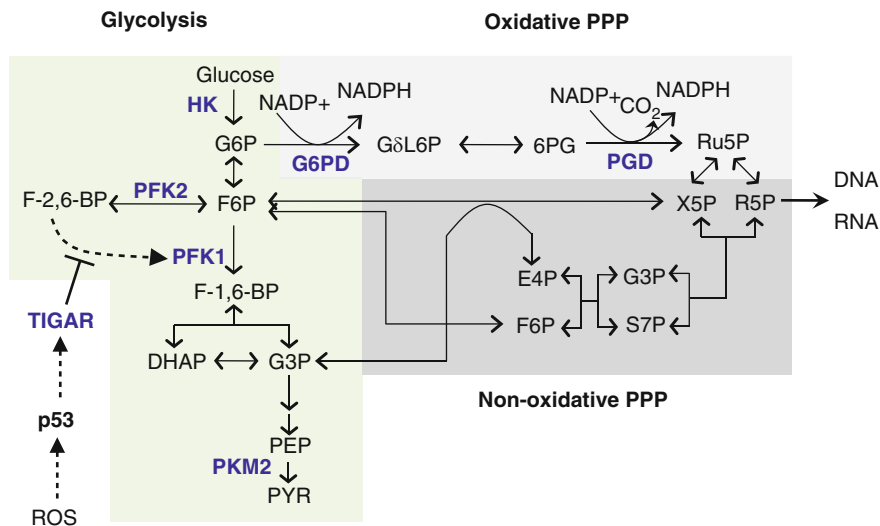 Glycolysis
Oxidative PPP
Glucose
HK
NADP+
NADPH
NADP+
CO2
NADPH
G6P
GδL6P
6PG
Ru5P
G6PD
PGD
F-2,6-BP
PFK2
F6P
X5P
R5P
DNA
RNA
PFK1
E4P
G3P
F-1,6-BP
TIGAR
F6P
S7P
DHAP
G3P
Non-oxidative PPP
p53
PEP
PKM2
PYR
ROS